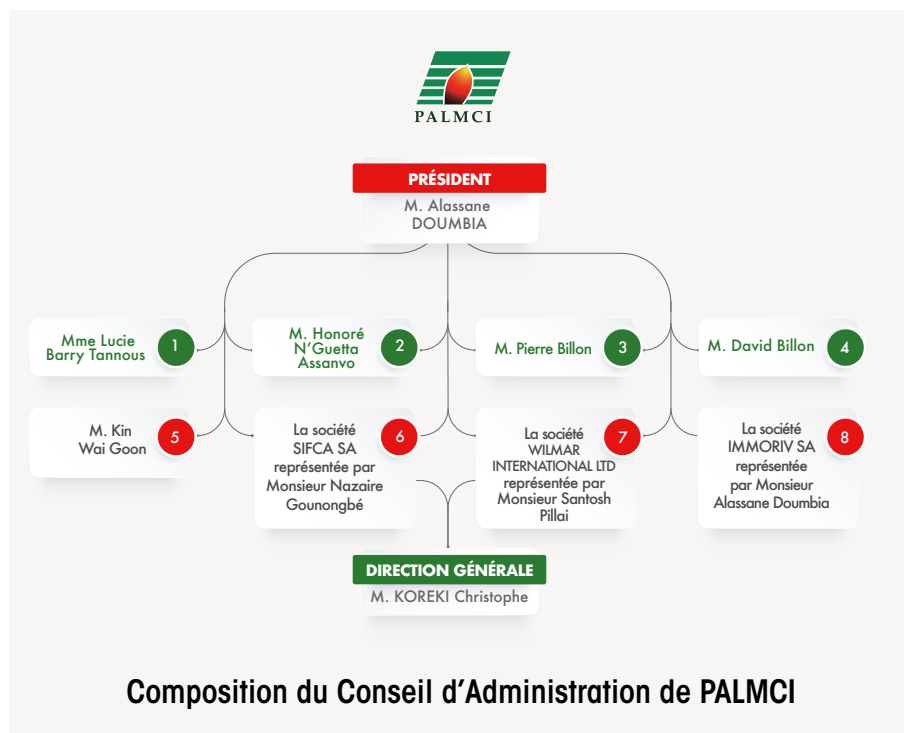 PALMCI
PRÉSIDENT
M. Alassane
DOUMBIA
Mme Lucie
Barry Tannous
1
M. Honoré
N'Guetta
Assanvo
2
M. Pierre Billon
3
M. David Billon
4
M. Kin
Wai Goon
5
La société
SIFCA SA
représentée par
Monsieur Nazaire
Gounongbé
6
La société
WILMAR
INTERNATIONAL LTD
représentée par
Monsieur Santosh
Pillai
7
La société
IMMORIV SA
représentée
par Monsieur
Alassane Doumbia
8
DIRECTION GÉNÉRALE
M. KOREKI Christophe
Composition du Conseil d'Administration de PALMCI